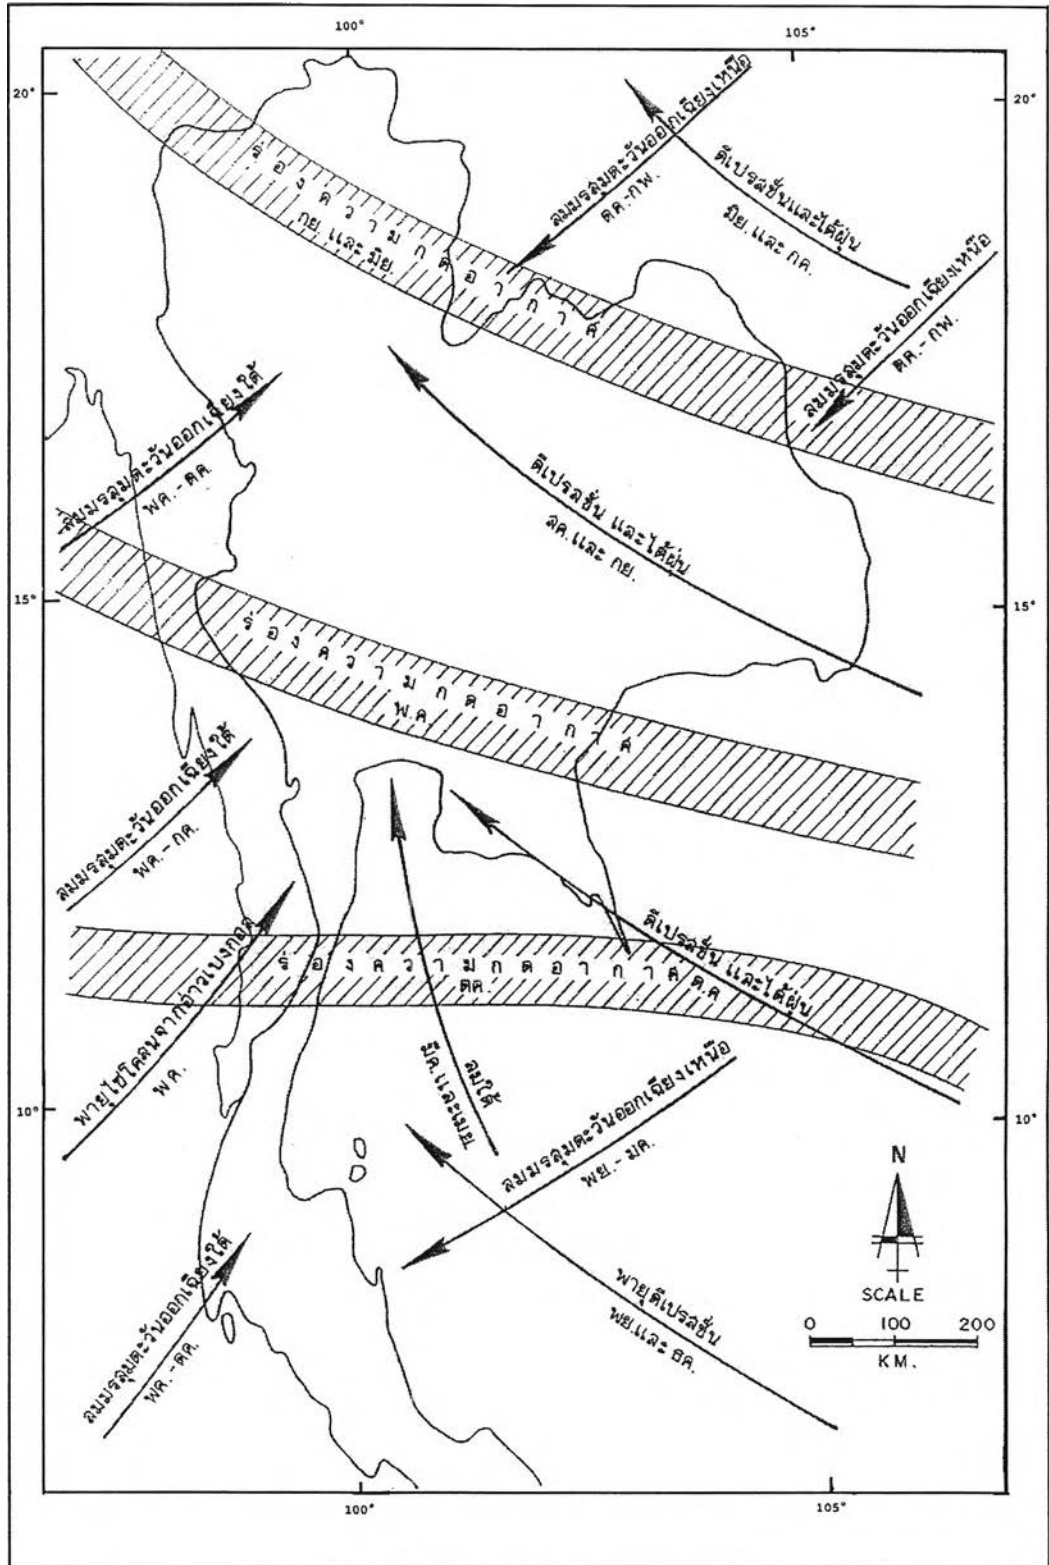 100°
105°
20°
20°
ลมมรสุมตะวันออกเฉียงเหนือ
ตค.-กพ.
ดีเปรสชั่นและไต้ฝุ่น
มิย. และ กค.
ร่องความกดอากาศ
กย. และ มิย.
ลมมรสุมตะวันออกเฉียงเหนือ
ตค. - กพ.
ลมมรสุมตะวันออกเฉียงใต้
พค. - ตค.
ดีเปรสชั่น และไต้ฝุ่น
สค. และ กย.
15°
15°
ร่องความกดอากาศ
พ.ค.
ลมมรสุมตะวันออกเฉียงใต้
พค. - กค.
ดีเปรสชั่น และไต้ฝุ่น
ต.ค
ร่องความกดอากาศ
ตค.
พายุไซโคลนจากอ่าวเบงกอล
พ ค.
ลมใต้
มีค. และเมย.
10°
10°
ลมมรสุมตะวันออกเฉียงเหนือ
พย. - มค.
N
SCALE
0 100 200
KM.
พายุดีเปรสชั่น
พย. และ ธค.
ลมมรสุมตะวันออกเฉียงใต้
พค. - ตค.
100°
105°